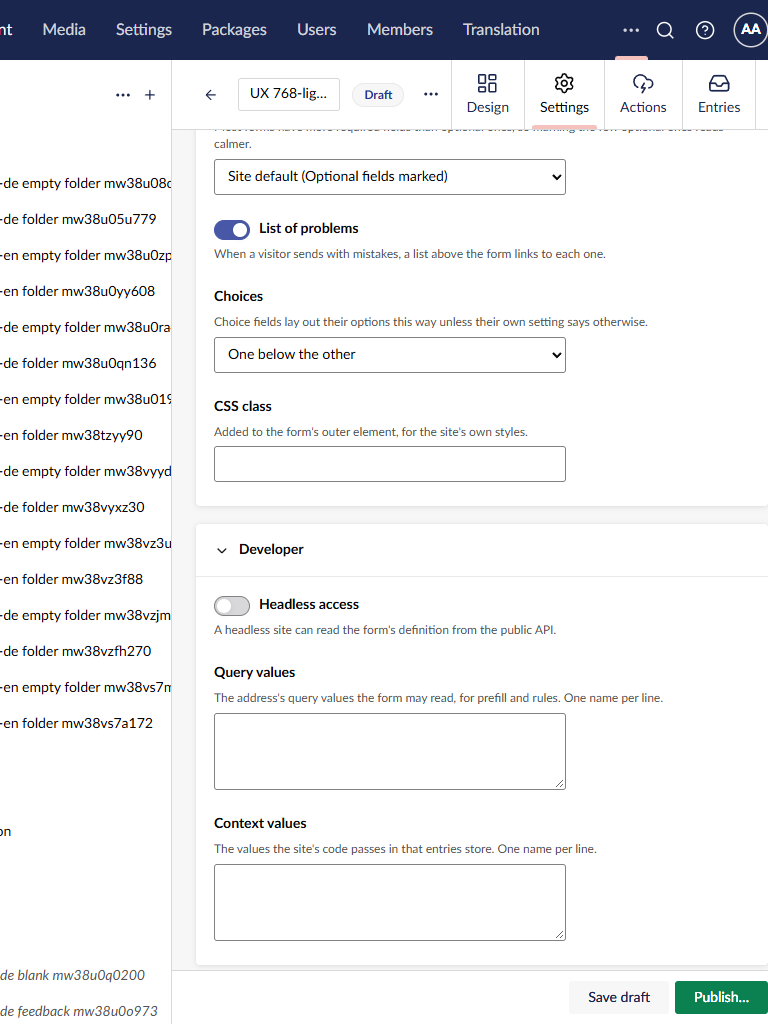 nt
Media
Settings
Packages
Users
Members
Translation
AA
UX 768-lig...
Draft
Design
Settings
Actions
Entries
calmer.
Site default (Optional fields marked)
List of problems
When a visitor sends with mistakes, a list above the form links to each one.
Choices
Choice fields lay out their options this way unless their own setting says otherwise.
One below the other
CSS class
Added to the form's outer element, for the site's own styles.
Developer
Headless access
A headless site can read the form's definition from the public API.
Query values
The address's query values the form may read, for prefill and rules. One name per line.
Context values
The values the site's code passes in that entries store. One name per line.
-de empty folder mw38u08c
-de folder mw38u05u779
-en empty folder mw38u0zp
-en folder mw38u0yy608
-de empty folder mw38u0ra
-de folder mw38u0qn136
-en empty folder mw38u019
-en folder mw38tzyy90
-de empty folder mw38vyyd
-de folder mw38vyxz30
-en empty folder mw38vz3u
-en folder mw38vz3f88
-de empty folder mw38vzjm
-de folder mw38vzfh270
-en empty folder mw38vs7m
-en folder mw38vs7a172
on
de blank mw38u0q0200
de feedback mw38u0o973
Save draft
Publish...